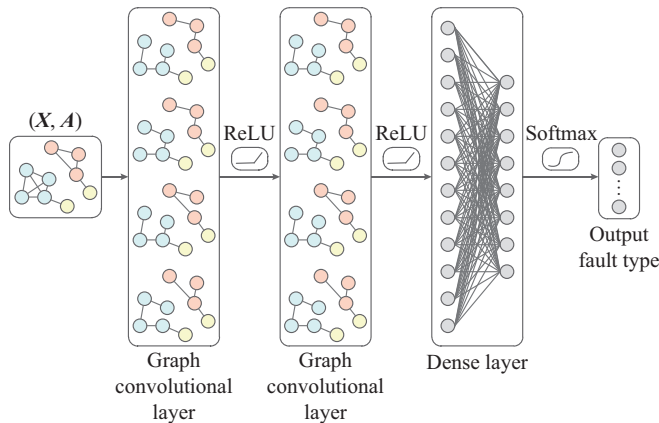 (X, A)
ReLU
ReLU
Softmax
Graph
convolutional
layer
Graph
convolutional
layer
Dense layer
Output
fault type